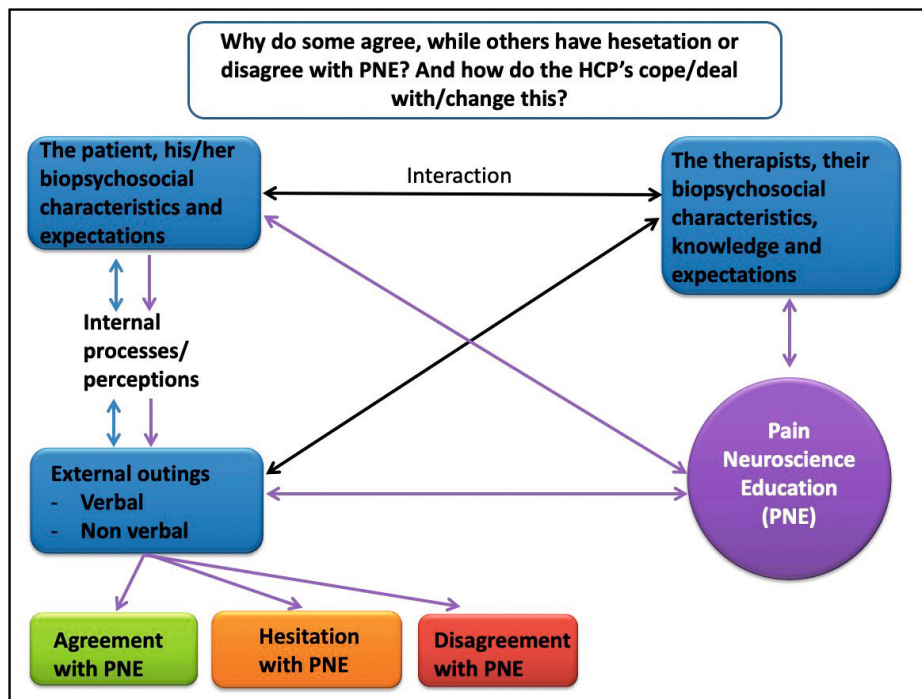 Why do some agree, while others have hesetation or
disagree with PNE? And how do the HCP's cope/deal
with/change this?
The patient, his/her
biopsychosocial
characteristics and
expectations
Interaction
The therapists, their
biopsychosocial
characteristics,
knowledge and
expectations
Internal
processes/
perceptions
External outings
- Verbal
- Non verbal
Pain
Neuroscience
Education
(PNE)
Agreement
with PNE
Hesitation
with PNE
Disagreement
with PNE